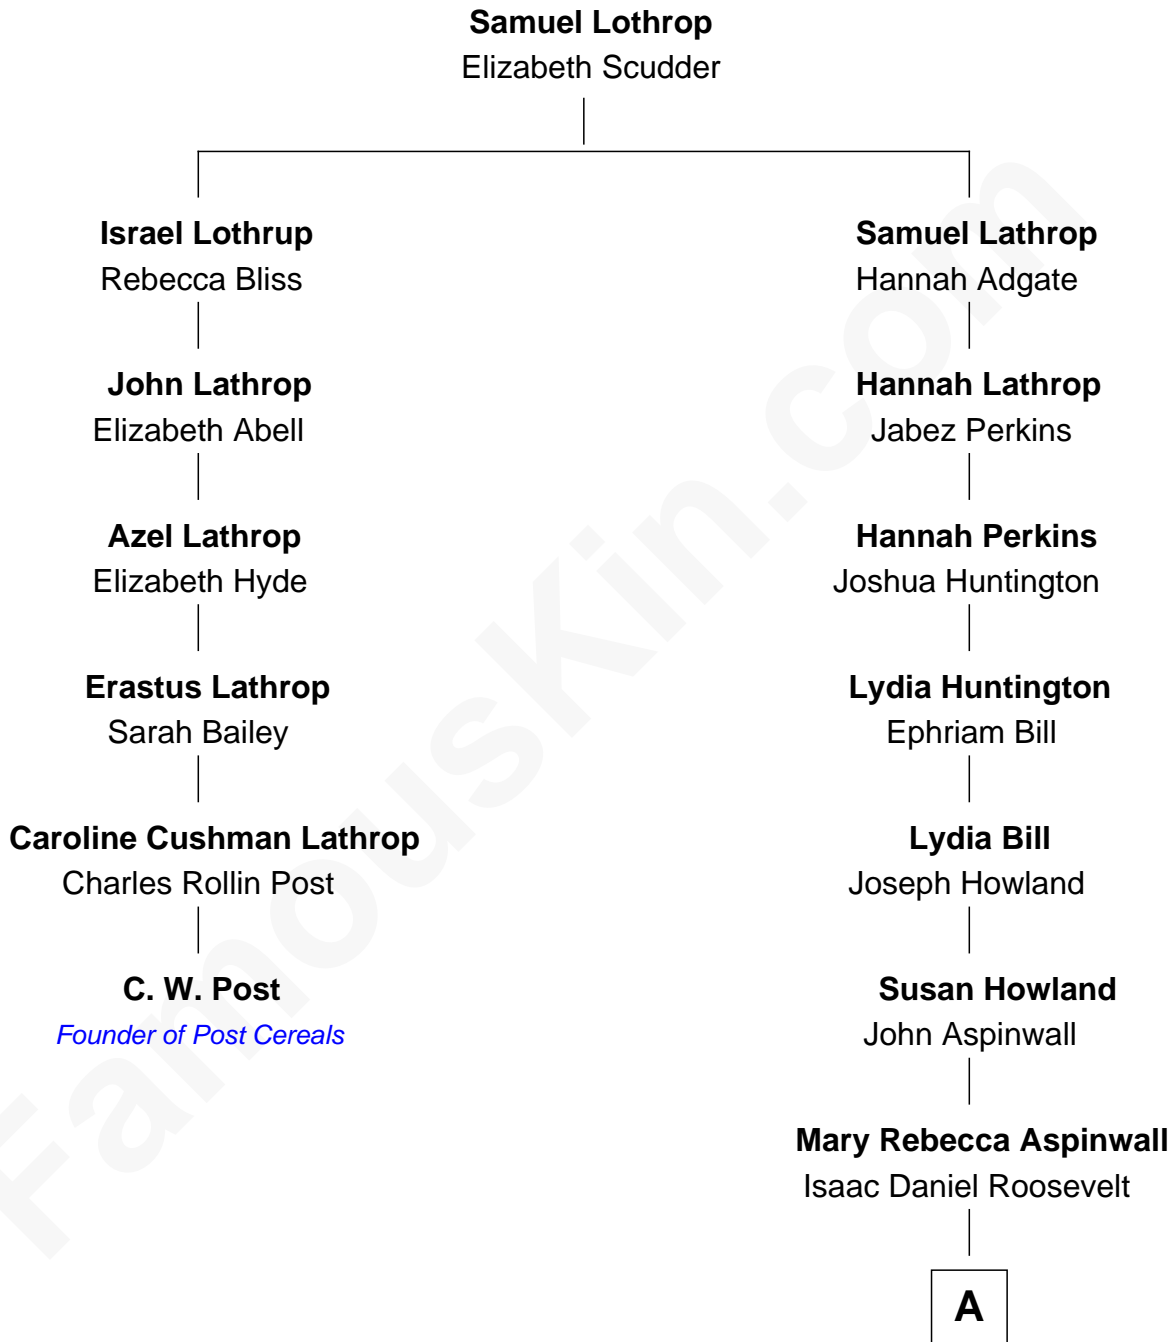 Samuel Lothrop
Elizabeth Scudder
Israel Lothrup
Rebecca Bliss
Samuel Lathrop
Hannah Adgate
John Lathrop
Elizabeth Abell
Hannah Lathrop
Jabez Perkins
Azel Lathrop
Elizabeth Hyde
Hannah Perkins
Joshua Huntington
Erastus Lathrop
Sarah Bailey
Lydia Huntington
Ephriam Bill
Caroline Cushman Lathrop
Charles Rollin Post
Lydia Bill
Joseph Howland
C. W. Post
Founder of Post Cereals
Susan Howland
John Aspinwall
Mary Rebecca Aspinwall
Isaac Daniel Roosevelt
A
FamousKin.com